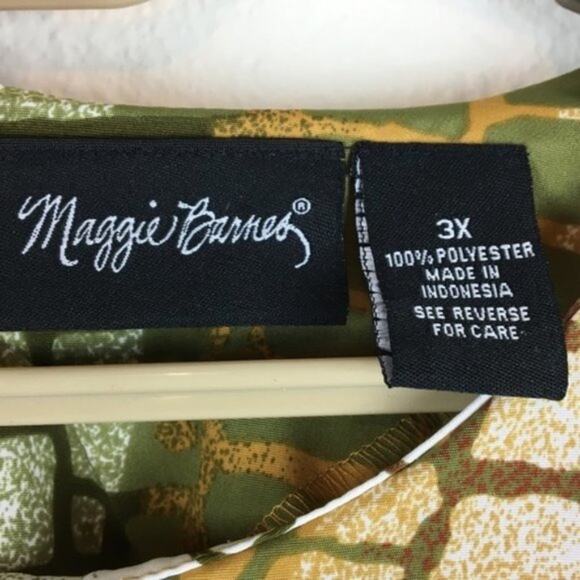 Maggie Barnes®
3X
100% POLYESTER
MADE IN
INDONESIA
SEE REVERSE
FOR CARE